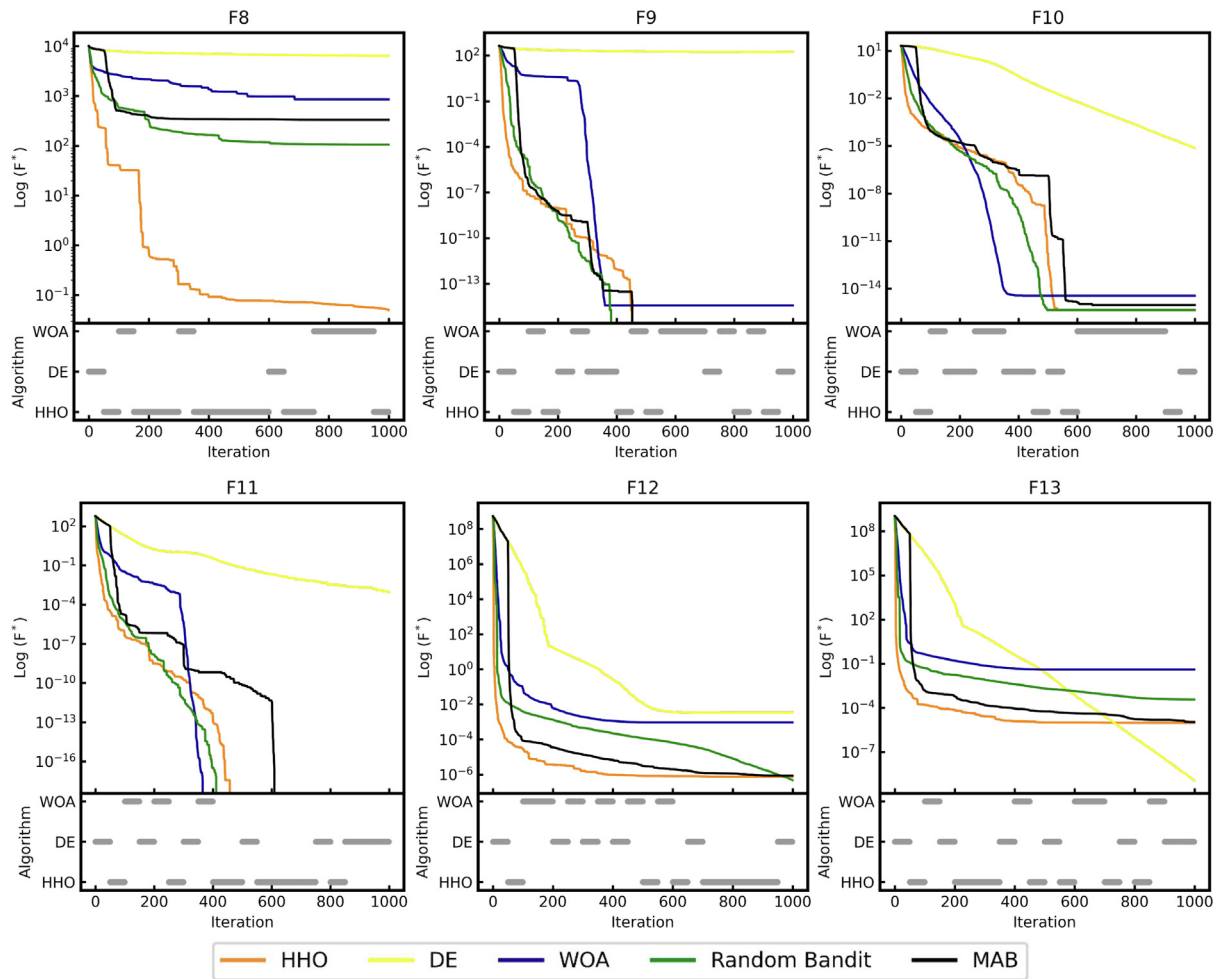 F8
F9
F10
Log (F*)
10^4
10^3
10^2
10^1
10^0
10^-1
Log (F*)
10^2
10^-1
10^-4
10^-7
10^-10
10^-13
Log (F*)
10^1
10^-2
10^-5
10^-8
10^-11
10^-14
Algorithm
WOA
DE
HHO
Algorithm
WOA
DE
HHO
Algorithm
WOA
DE
HHO
0 200 400 600 800 1000
0 200 400 600 800 1000
0 200 400 600 800 1000
Iteration
Iteration
Iteration
F11
F12
F13
Log (F*)
10^2
10^-1
10^-4
10^-7
10^-10
10^-13
10^-16
Log (F*)
10^8
10^6
10^4
10^2
10^0
10^-2
10^-4
10^-6
Log (F*)
10^8
10^5
10^2
10^-1
10^-4
10^-7
Algorithm
WOA
DE
HHO
Algorithm
WOA
DE
HHO
Algorithm
WOA
DE
HHO
0 200 400 600 800 1000
0 200 400 600 800 1000
0 200 400 600 800 1000
Iteration
Iteration
Iteration
HHO DE WOA Random Bandit MAB